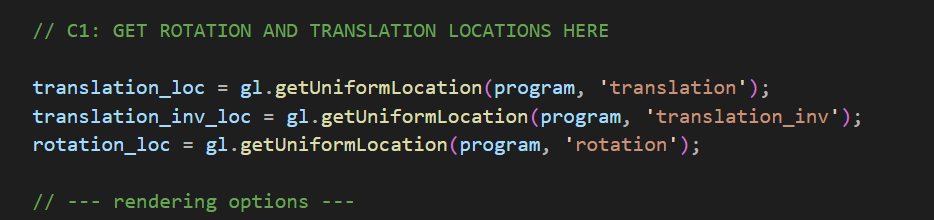 // C1: GET ROTATION AND TRANSLATION LOCATIONS HERE
translation_loc = gl.getUniformLocation(program, 'translation');
translation_inv_loc = gl.getUniformLocation(program, 'translation_inv');
rotation_loc = gl.getUniformLocation(program, 'rotation');
// --- rendering options ---